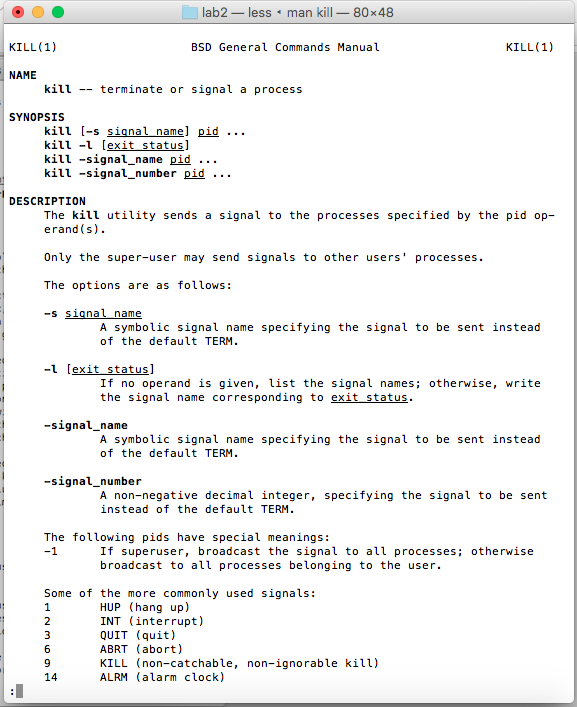 lab2 — less ◂ man kill — 80×48
KILL(1) BSD General Commands Manual KILL(1)
NAME
kill -- terminate or signal a process
SYNOPSIS
kill [-s signal_name] pid ...
kill -l [exit_status]
kill -signal_name pid ...
kill -signal_number pid ...
DESCRIPTION
The kill utility sends a signal to the processes specified by the pid op-
erand(s).
Only the super-user may send signals to other users' processes.
The options are as follows:
-s signal_name
A symbolic signal name specifying the signal to be sent instead
of the default TERM.
-l [exit_status]
If no operand is given, list the signal names; otherwise, write
the signal name corresponding to exit_status.
-signal_name
A symbolic signal name specifying the signal to be sent instead
of the default TERM.
-signal_number
A non-negative decimal integer, specifying the signal to be sent
instead of the default TERM.
The following pids have special meanings:
-1 If superuser, broadcast the signal to all processes; otherwise
broadcast to all processes belonging to the user.
Some of the more commonly used signals:
1 HUP (hang up)
2 INT (interrupt)
3 QUIT (quit)
6 ABRT (abort)
9 KILL (non-catchable, non-ignorable kill)
14 ALRM (alarm clock)
: